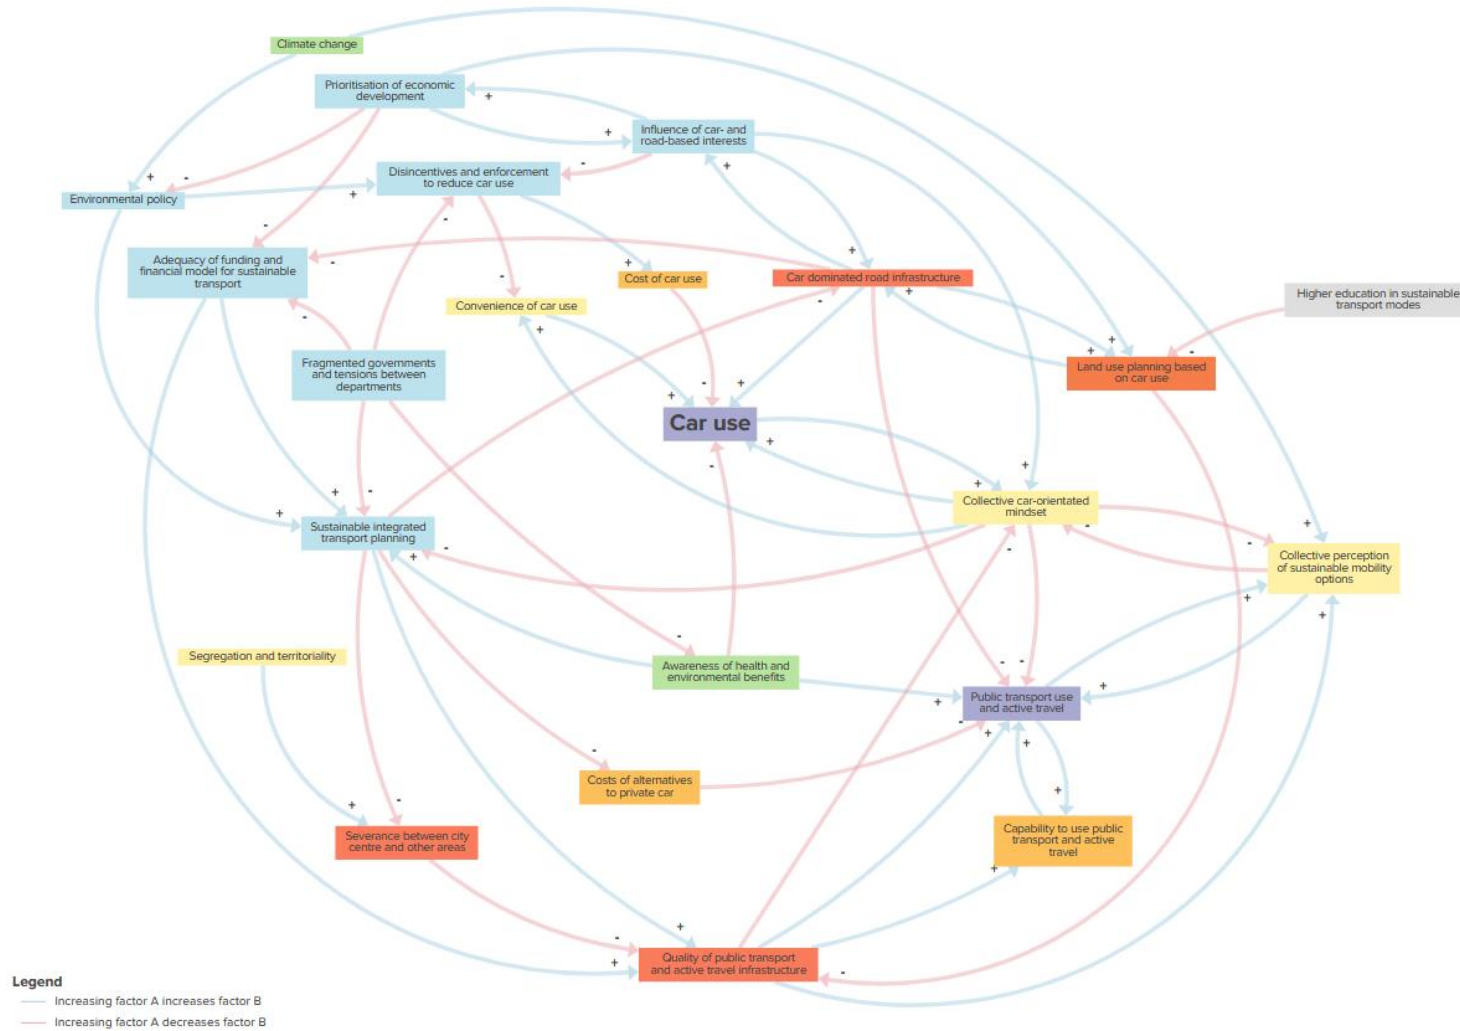 Climate change
Prioritisation of economic
development
Influence of car- and
road-based interests
Disincentives and enforcement
to reduce car use
Environmental policy
Adequacy of funding and
financial model for sustainable
transport
Cost of car use
Car dominated road infrastructure
Convenience of car use
Higher education in sustainable
transport modes
Fragmented governments
and tensions between
departments
Land use planning based
on car use
Car use
Collective car-orientated
mindset
Sustainable integrated
transport planning
Collective perception
of sustainable mobility
options
Segregation and territoriality
Awareness of health and
environmental benefits
Public transport use
and active travel
Costs of alternatives
to private car
Severance between city
centre and other areas
Capability to use public
transport and active
travel
Quality of public transport
and active travel infrastructure
Legend
Increasing factor A increases factor B
Increasing factor A decreases factor B